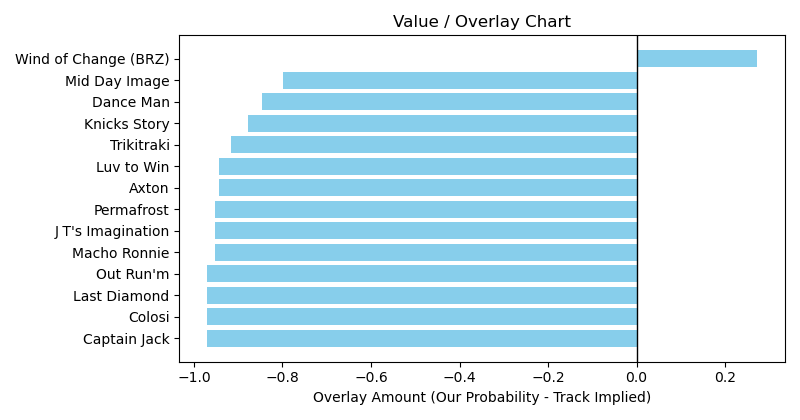 Value / Overlay Chart
Wind of Change (BRZ)
Mid Day Image
Dance Man
Knicks Story
Trikitraki
Luv to Win
Axton
Permafrost
J T's Imagination
Macho Ronnie
Out Run'm
Last Diamond
Colosi
Captain Jack
−1.0 −0.8 −0.6 −0.4 −0.2 0.0 0.2
Overlay Amount (Our Probability - Track Implied)